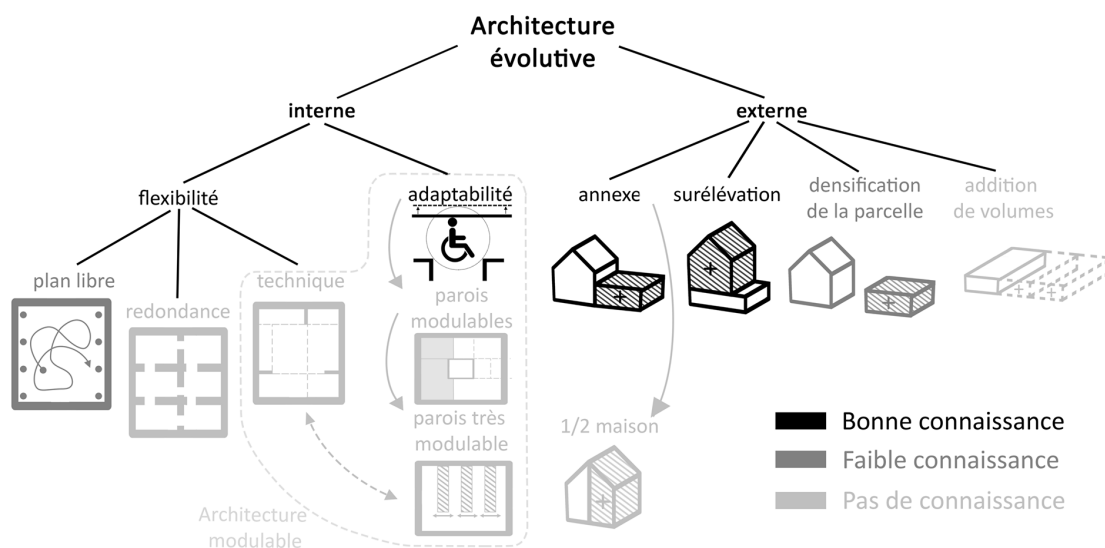 Architecture
évolutive
interne
externe
flexibilité
adaptabilité
annexe
surélévation
densification
de la parcelle
addition
de volumes
plan libre
redondance
technique
parois
modulables
parois très
modulable
1/2 maison
Architecture
modulable
Bonne connaissance
Faible connaissance
Pas de connaissance